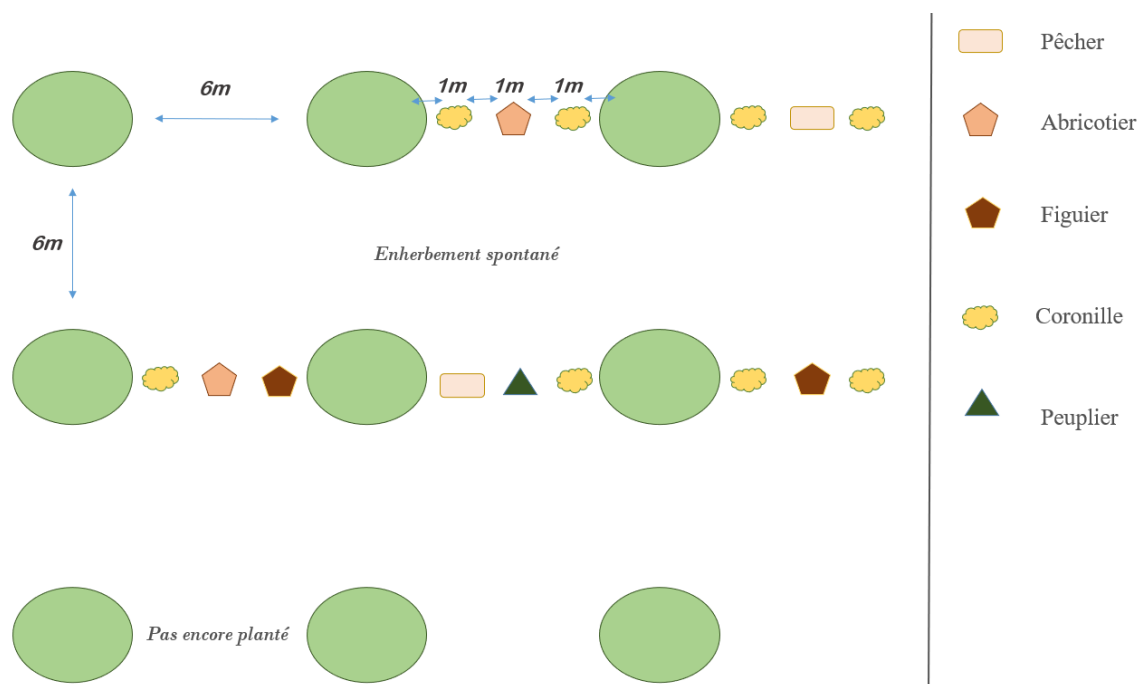 6m
1m
1m
1m
6m
Enherbement spontané
Pas encore planté
Pêcher
Abricotier
Figuier
Coronille
Peuplier